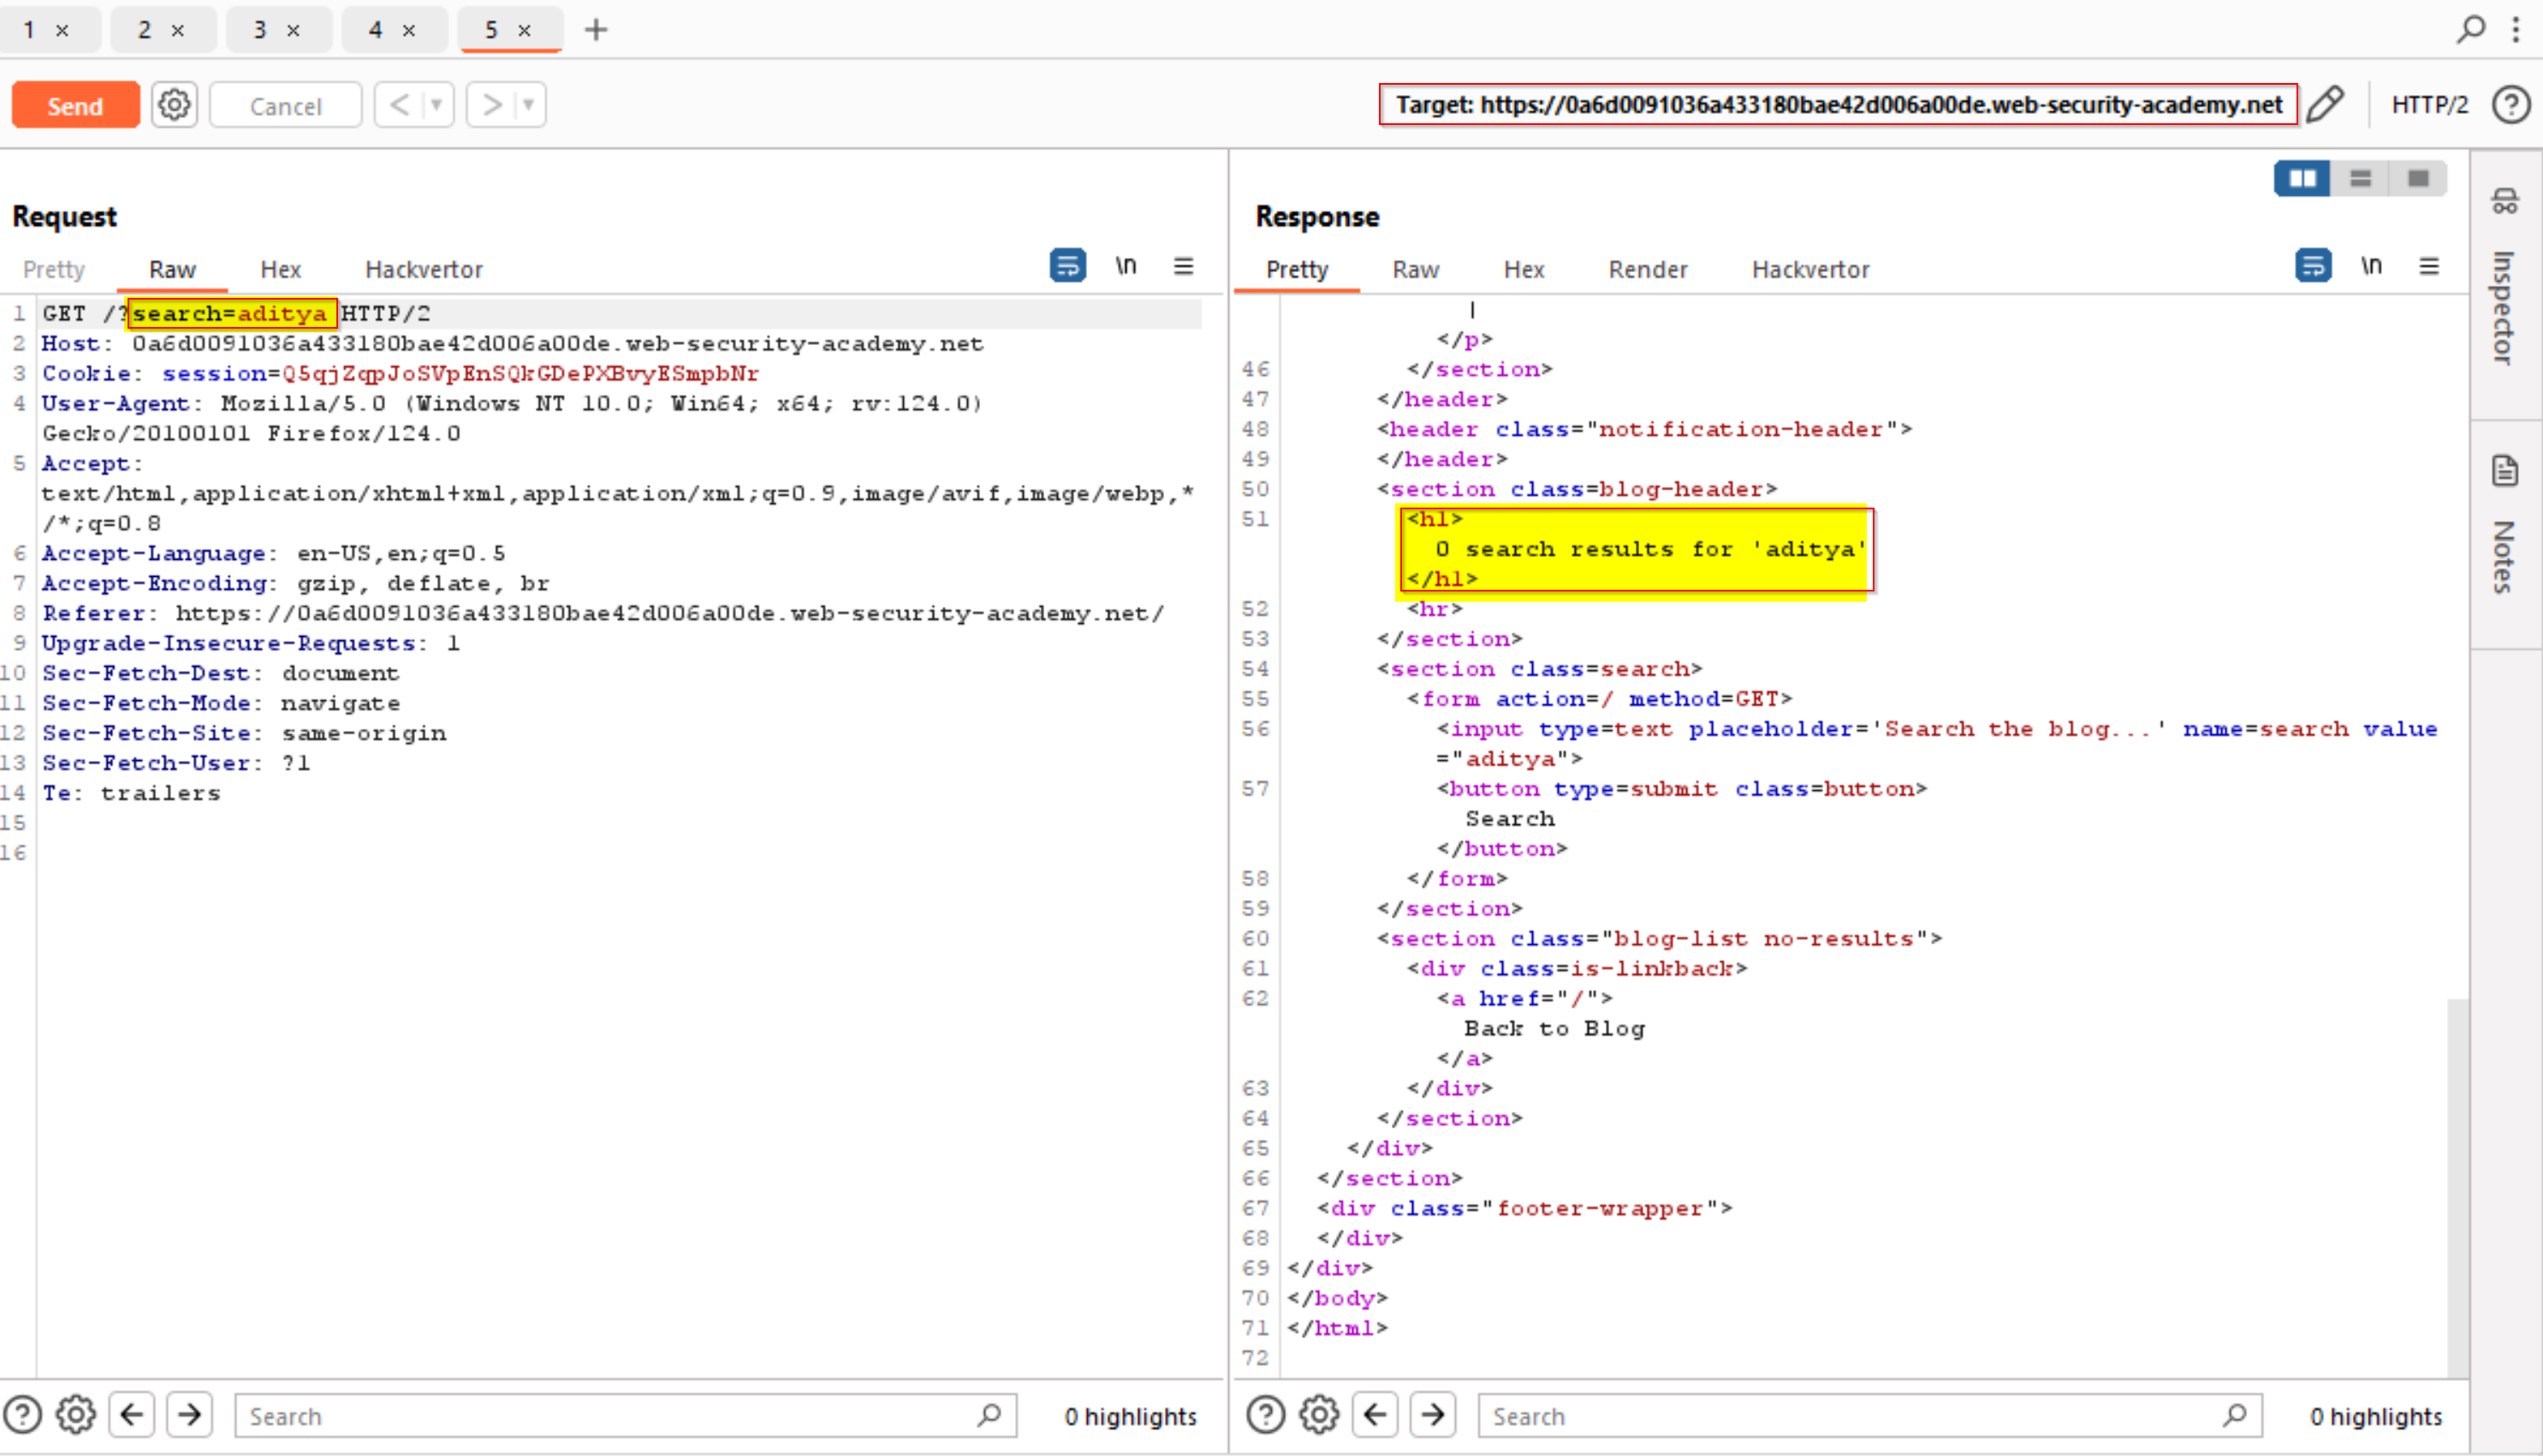 1 × 2 × 3 × 4 × 5 × +
Send Cancel < > Target: https://0a6d0091036a433180bae42d006a00de.web-security-academy.net HTTP/2 ?
Request
Pretty Raw Hex Hackvertor \n
1 GET /?search=aditya HTTP/2
2 Host: 0a6d0091036a433180bae42d006a00de.web-security-academy.net
3 Cookie: session=Q5qjZqpJoSVpEnSQkGDePXBvyESmpbNr
4 User-Agent: Mozilla/5.0 (Windows NT 10.0; Win64; x64; rv:124.0)
Gecko/20100101 Firefox/124.0
5 Accept:
text/html,application/xhtml+xml,application/xml;q=0.9,image/avif,image/webp,*
/*;q=0.8
6 Accept-Language: en-US,en;q=0.5
7 Accept-Encoding: gzip, deflate, br
8 Referer: https://0a6d0091036a433180bae42d006a00de.web-security-academy.net/
9 Upgrade-Insecure-Requests: 1
10 Sec-Fetch-Dest: document
11 Sec-Fetch-Mode: navigate
12 Sec-Fetch-Site: same-origin
13 Sec-Fetch-User: ?1
14 Te: trailers
15
16
? Search 0 highlights
Response
Pretty Raw Hex Render Hackvertor \n
|
</p>
46 </section>
47 </header>
48 <header class="notification-header">
49 </header>
50 <section class=blog-header>
51 <h1>
0 search results for 'aditya'
</h1>
52 <hr>
53 </section>
54 <section class=search>
55 <form action=/ method=GET>
56 <input type=text placeholder='Search the blog...' name=search value
="aditya">
57 <button type=submit class=button>
Search
</button>
58 </form>
59 </section>
60 <section class="blog-list no-results">
61 <div class=is-linkback>
62 <a href="/">
Back to Blog
</a>
63 </div>
64 </section>
65 </div>
66 </section>
67 <div class="footer-wrapper">
68 </div>
69 </div>
70 </body>
71 </html>
72
? Search 0 highlights
Inspector
Notes